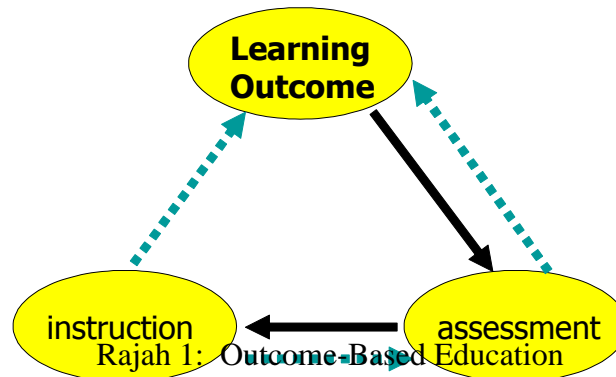 Learning
Outcome
instruction
assessment
Rajah 1: Outcome-Based Education